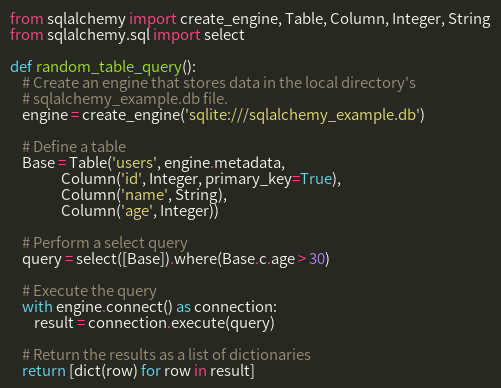 from sqlalchemy import create_engine, Table, Column, Integer, String
from sqlalchemy.sql import select
def random_table_query():
# Create an engine that stores data in the local directory's
# sqlalchemy_example.db file.
engine = create_engine('sqlite:///sqlalchemy_example.db')
# Define a table
Base = Table('users', engine.metadata,
Column('id', Integer, primary_key=True),
Column('name', String),
Column('age', Integer))
# Perform a select query
query = select([Base]).where(Base.c.age > 30)
# Execute the query
with engine.connect() as connection:
result = connection.execute(query)
# Return the results as a list of dictionaries
return [dict(row) for row in result]